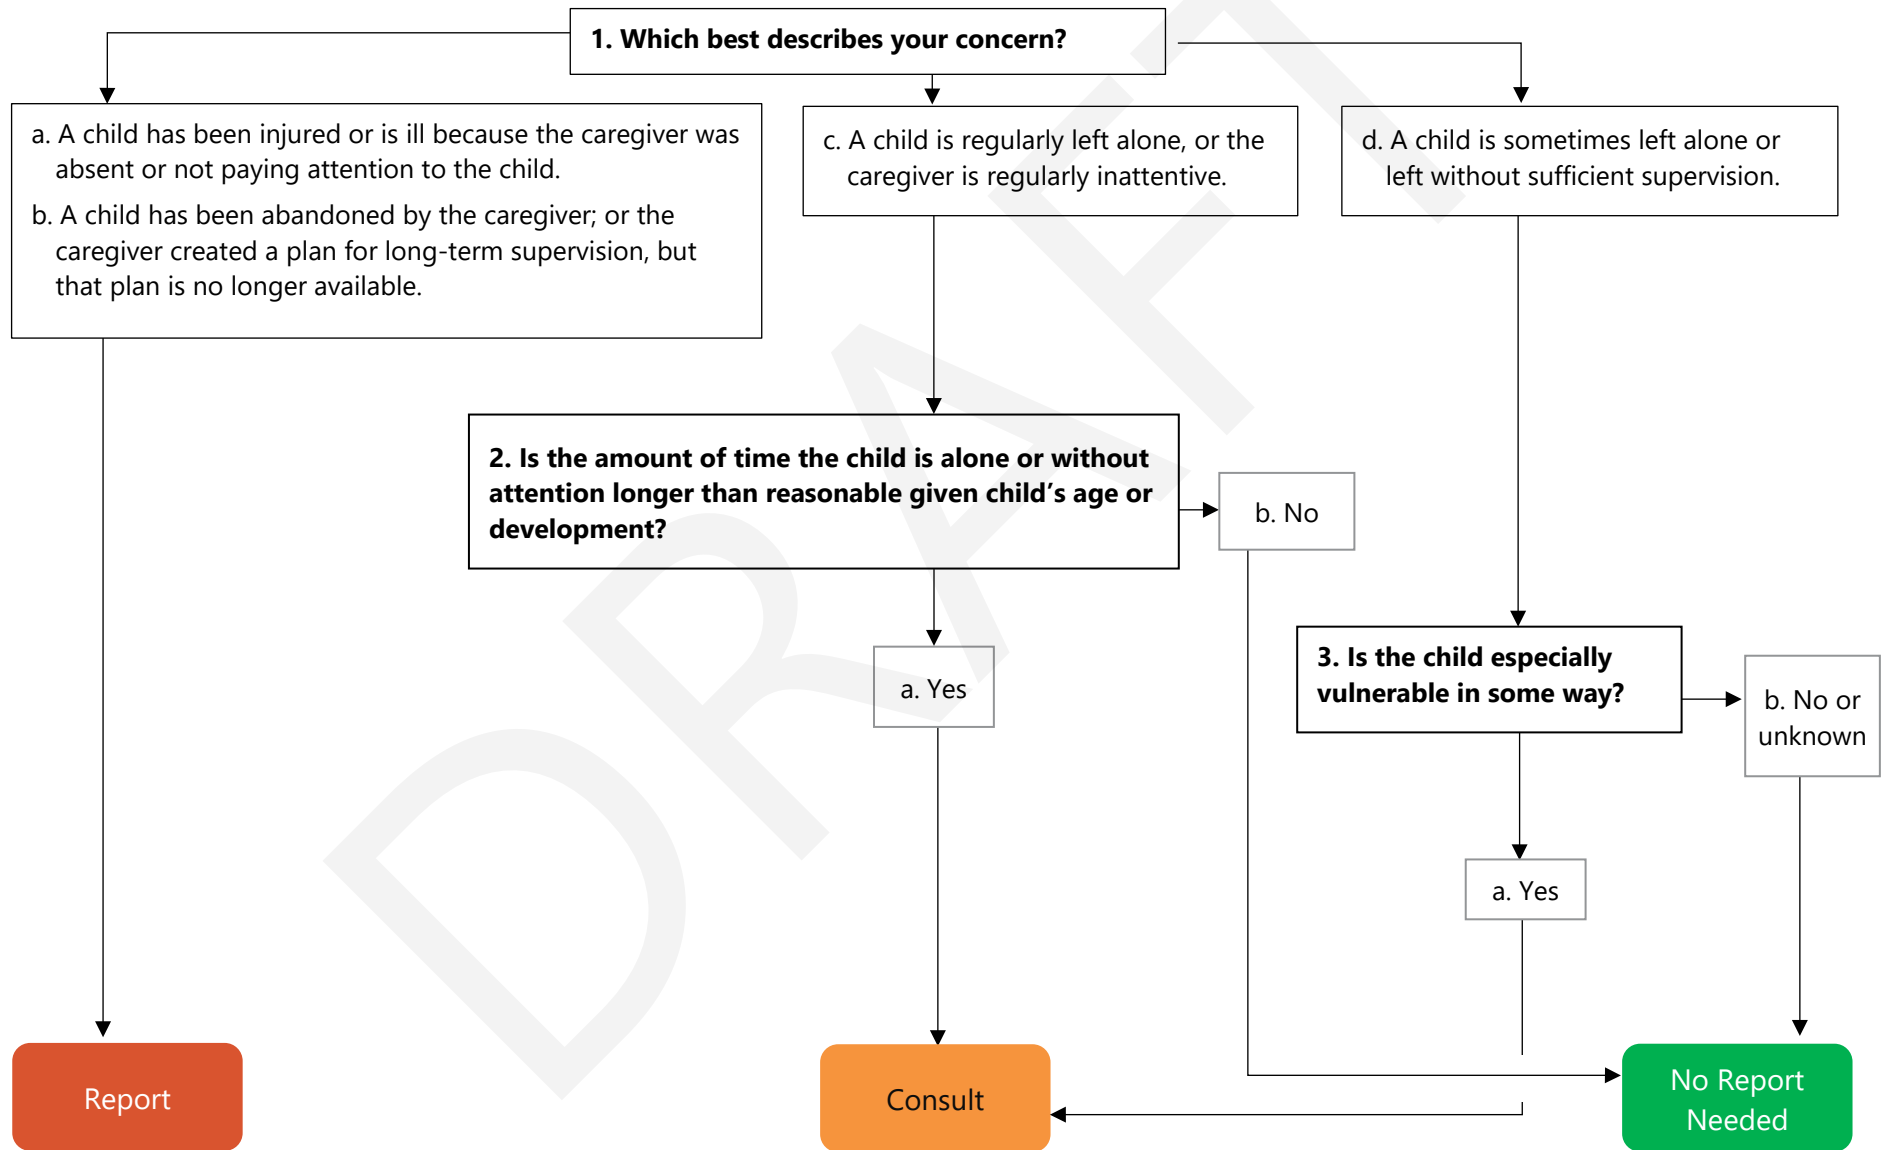 1. Which best describes your concern?
a. A child has been injured or is ill because the caregiver was
absent or not paying attention to the child.
b. A child has been abandoned by the caregiver; or the
caregiver created a plan for long-term supervision, but
that plan is no longer available.
c. A child is regularly left alone, or the
caregiver is regularly inattentive.
d. A child is sometimes left alone or
left without sufficient supervision.
2. Is the amount of time the child is alone or without
attention longer than reasonable given child’s age or
development?
b. No
a. Yes
3. Is the child especially
vulnerable in some way?
b. No or
unknown
a. Yes
Report
Consult
No Report
Needed
DRAFT